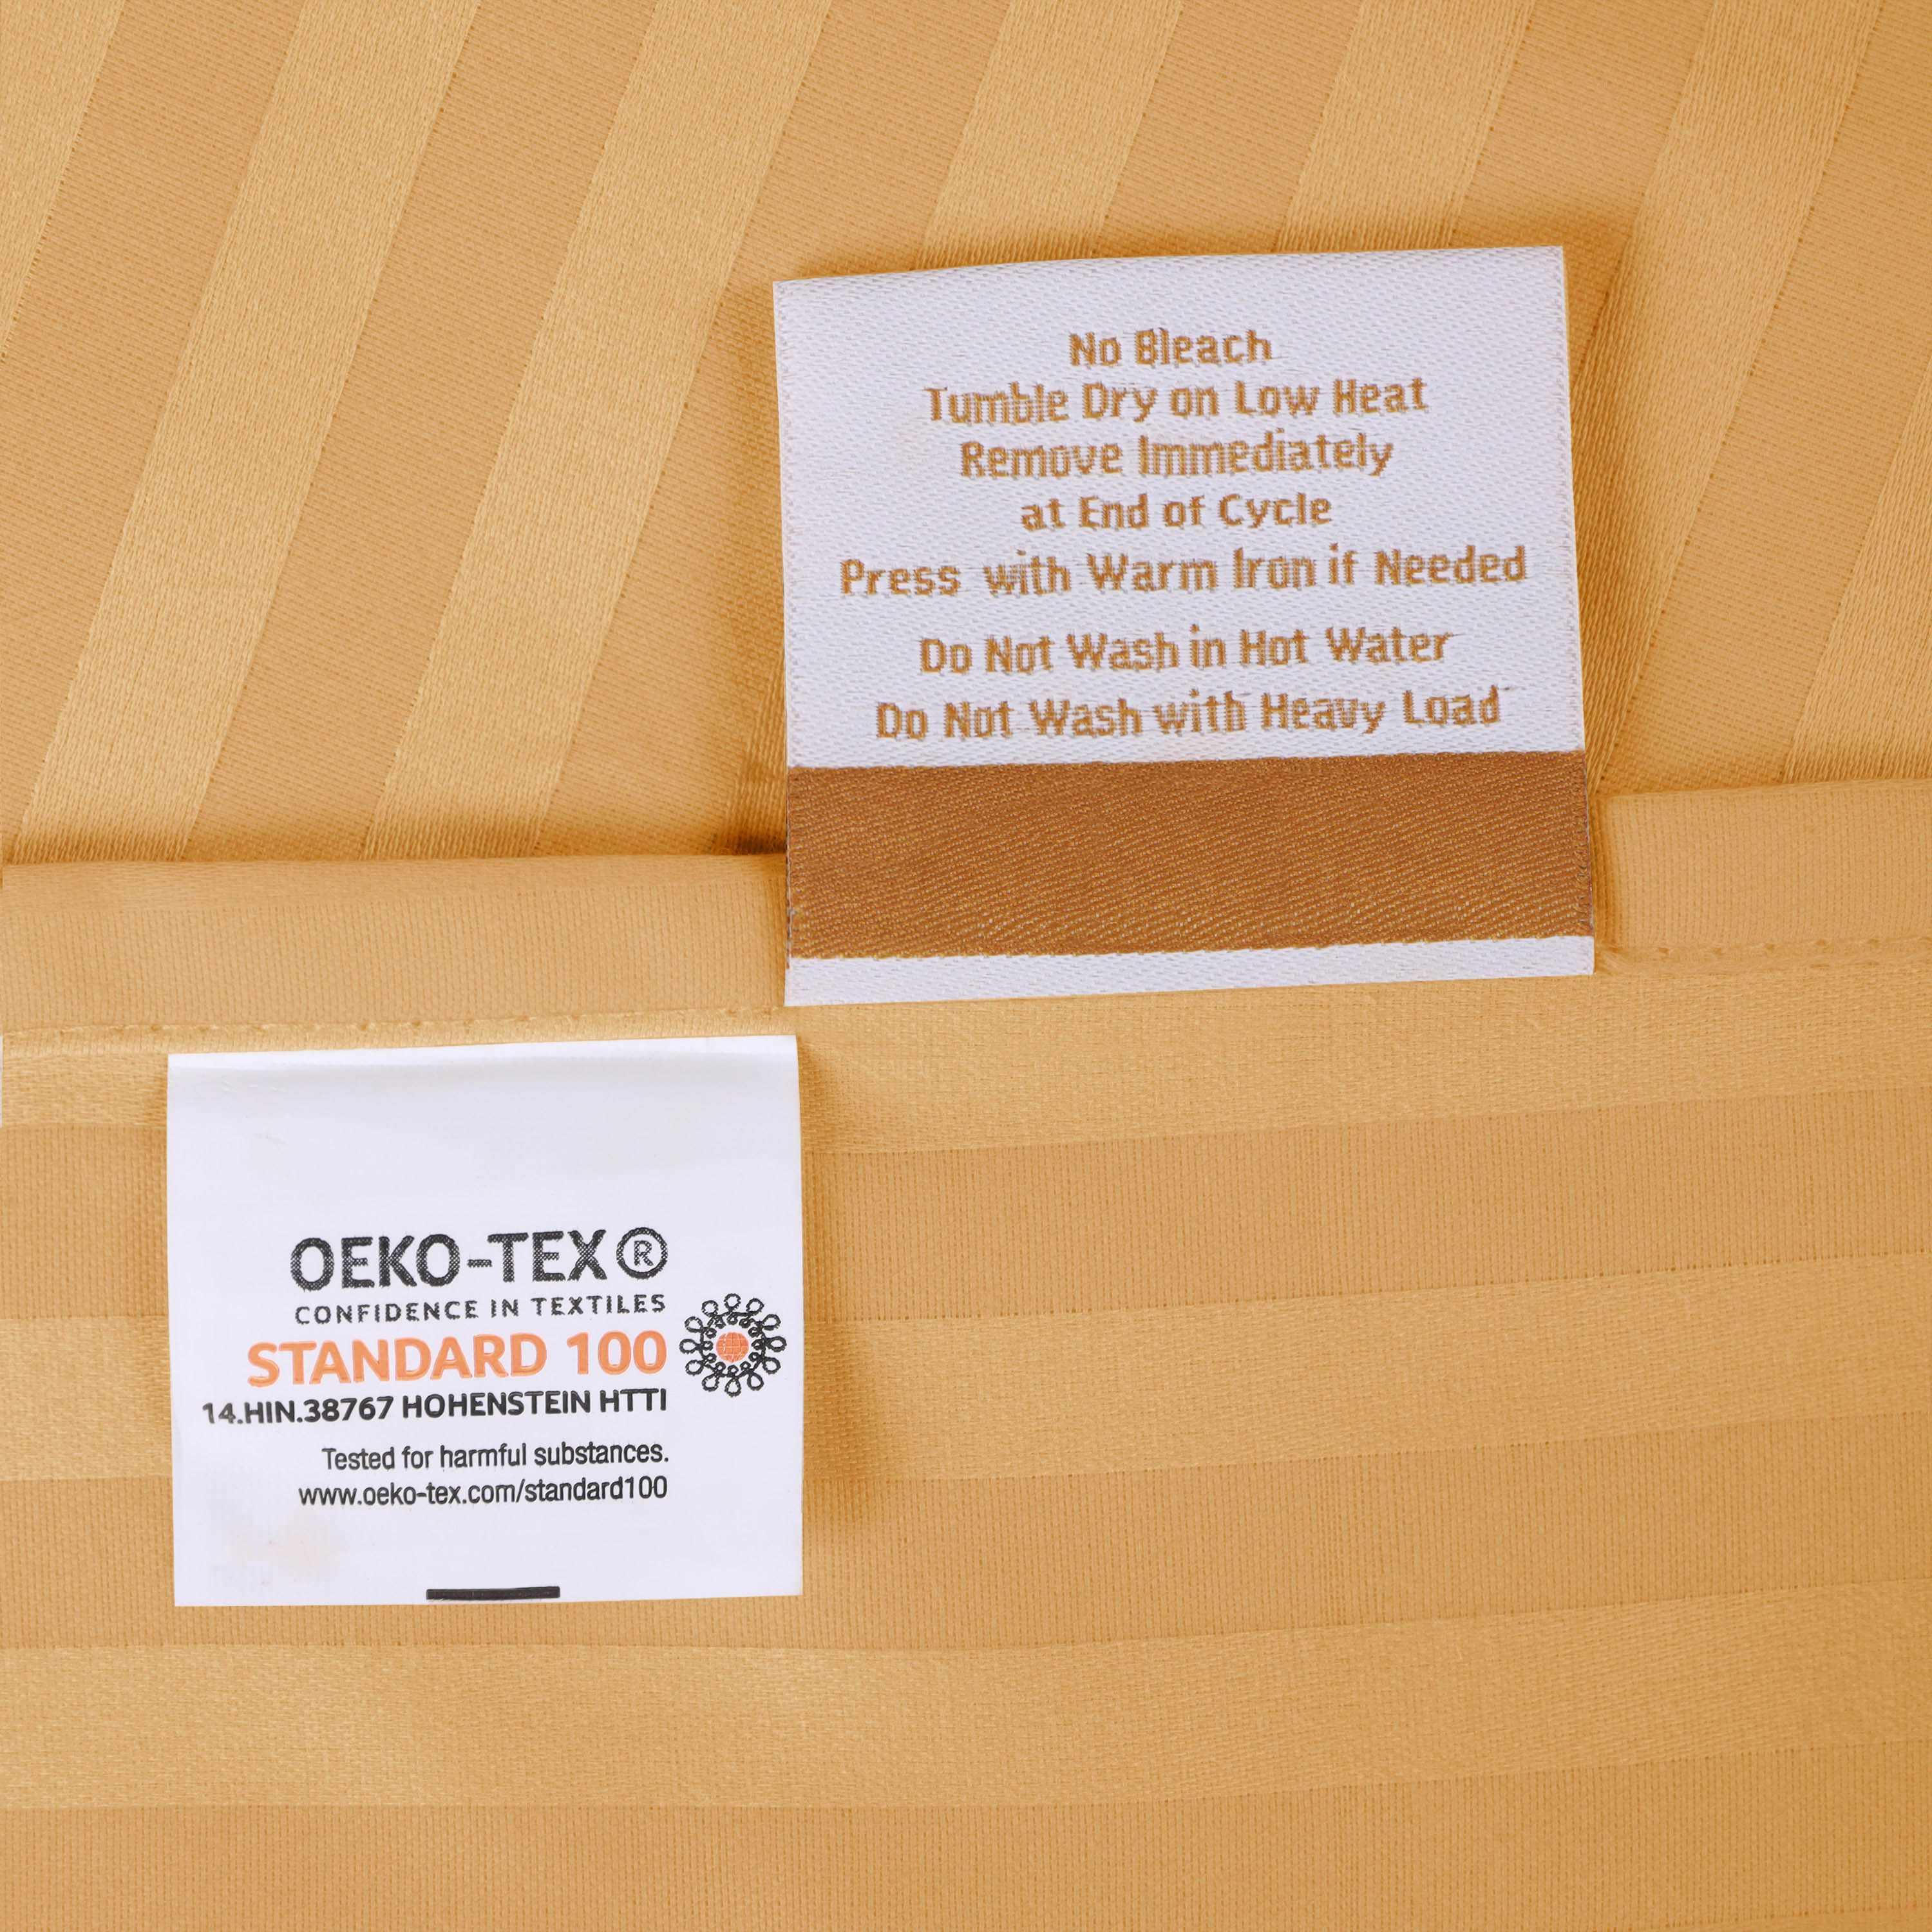 No Bleach
Tumble Dry on Low Heat
Remove Immediately
at End of Cycle
Press with Warm Iron if Needed
Do Not Wash in Hot Water
Do Not Wash with Heavy Load
OEKO-TEX®
CONFIDENCE IN TEXTILES
STANDARD 100
14.HIN.38767 HOHENSTEIN HTTI
Tested for harmful substances.
www.oeko-tex.com/standard100